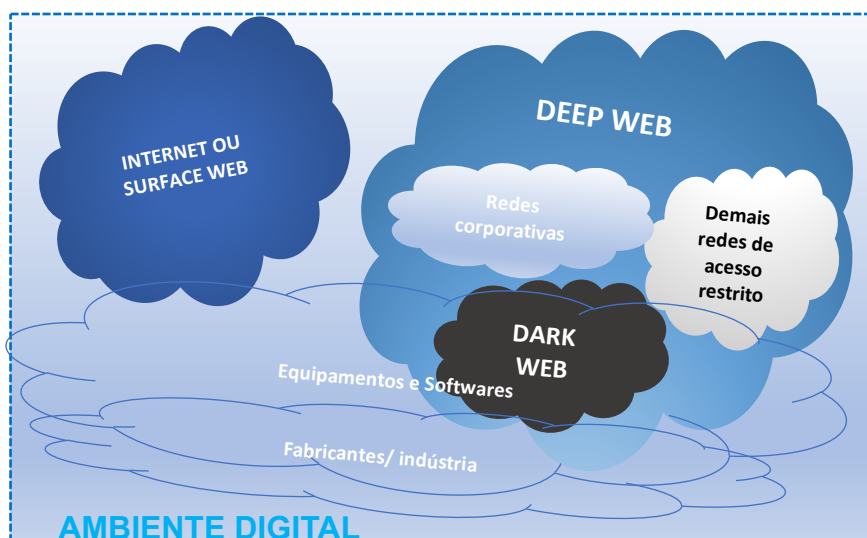 INTERNET OU
SURFACE WEB
DEEP WEB
Redes
corporativas
Demais
redes de
acesso
restrito
DARK
WEB
Equipamentos e Softwares
Fabricantes/ indústria
AMBIENTE DIGITAL